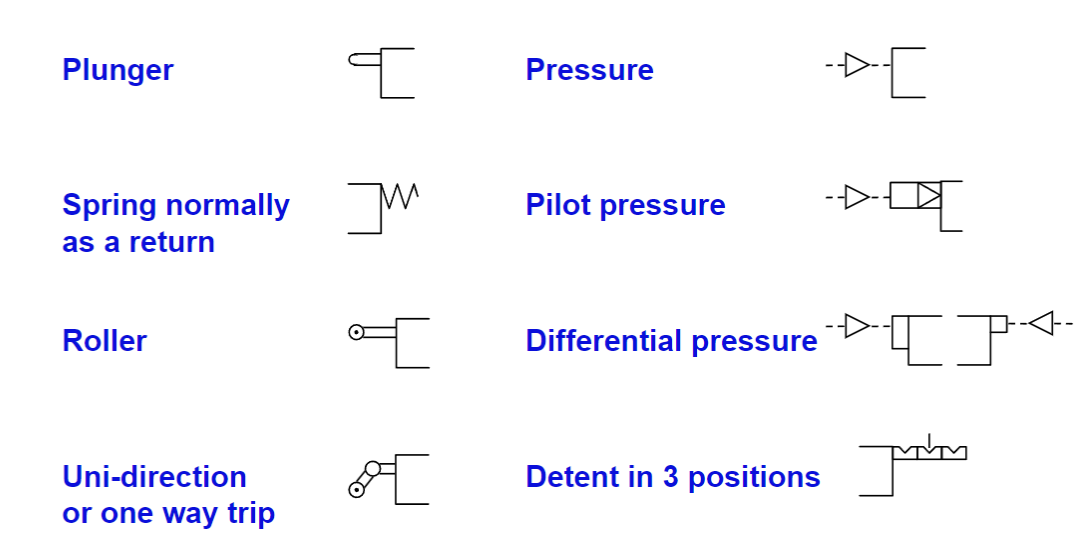 Plunger
Pressure
Spring normally
as a return
Pilot pressure
Roller
Differential pressure
Uni-direction
or one way trip
Detent in 3 positions